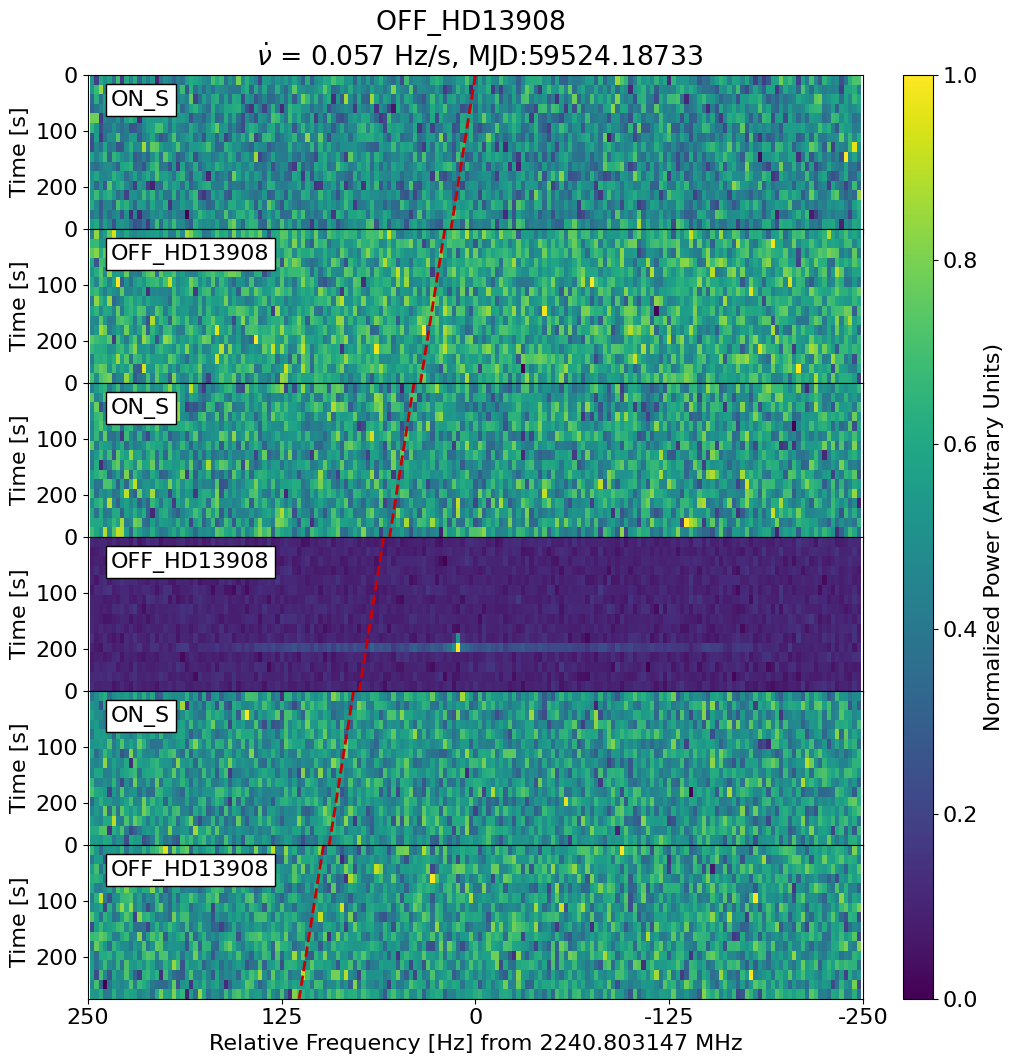 OFF_HD13908
ν̇ = 0.057 Hz/s, MJD:59524.18733
ON_S
OFF_HD13908
ON_S
OFF_HD13908
ON_S
OFF_HD13908
Time [s]
0
100
200
Time [s]
0
100
200
Time [s]
0
100
200
Time [s]
0
100
200
Time [s]
0
100
200
Time [s]
0
100
200
250
125
0
-125
-250
Relative Frequency [Hz] from 2240.803147 MHz
1.0
0.8
0.6
0.4
0.2
0.0
Normalized Power (Arbitrary Units)